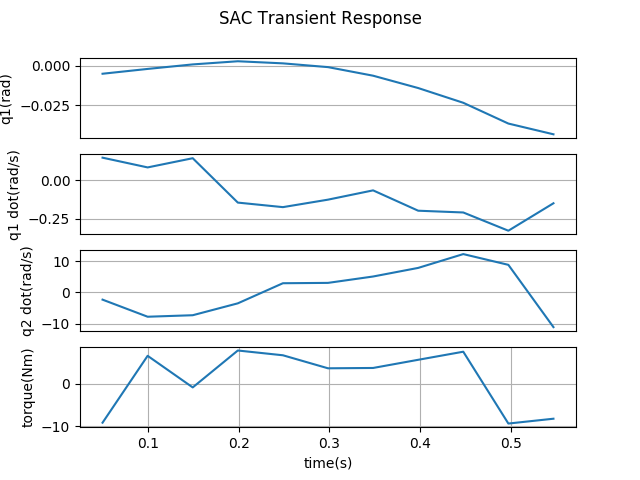 SAC Transient Response
0.000
−0.025
q1(rad)
0.00
−0.25
q1 dot(rad/s)
10
0
−10
q2 dot(rad/s)
0
−10
torque(Nm)
0.1 0.2 0.3 0.4 0.5
time(s)